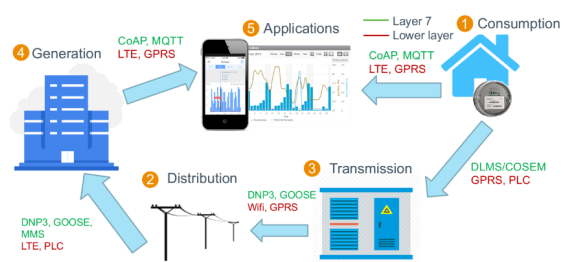 5 Applications
Layer 7
Lower layer
1 Consumption
4 Generation
CoAP, MQTT
LTE, GPRS
CoAP, MQTT
LTE, GPRS
DLMS/COSEM
GPRS, PLC
3 Transmission
2 Distribution
DNP3, GOOSE
Wifi, GPRS
DNP3, GOOSE,
MMS
LTE, PLC